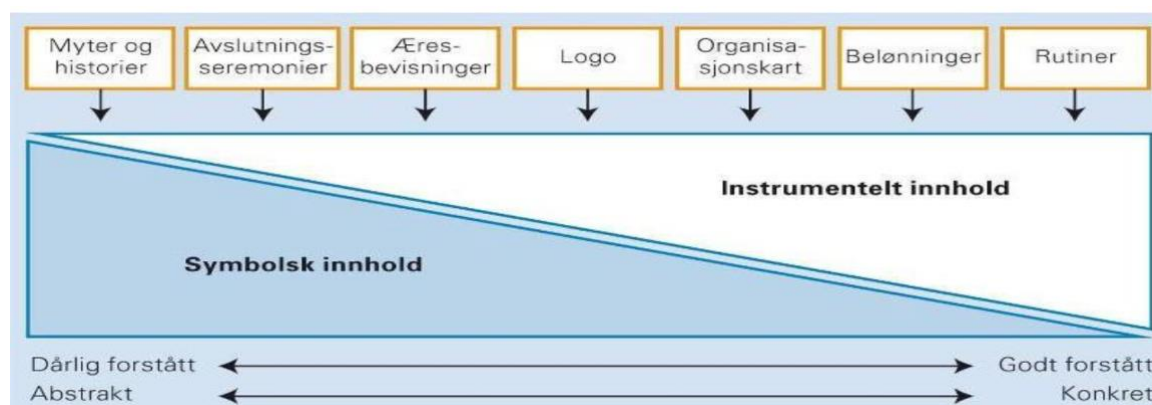 Myter og
historier
Avslutnings-
seremonier
Æres-
bevisninger
Logo
Organisa-
sjonskart
Belønninger
Rutiner
Instrumentelt innhold
Symbolsk innhold
Dårlig forstått
Godt forstått
Abstrakt
Konkret